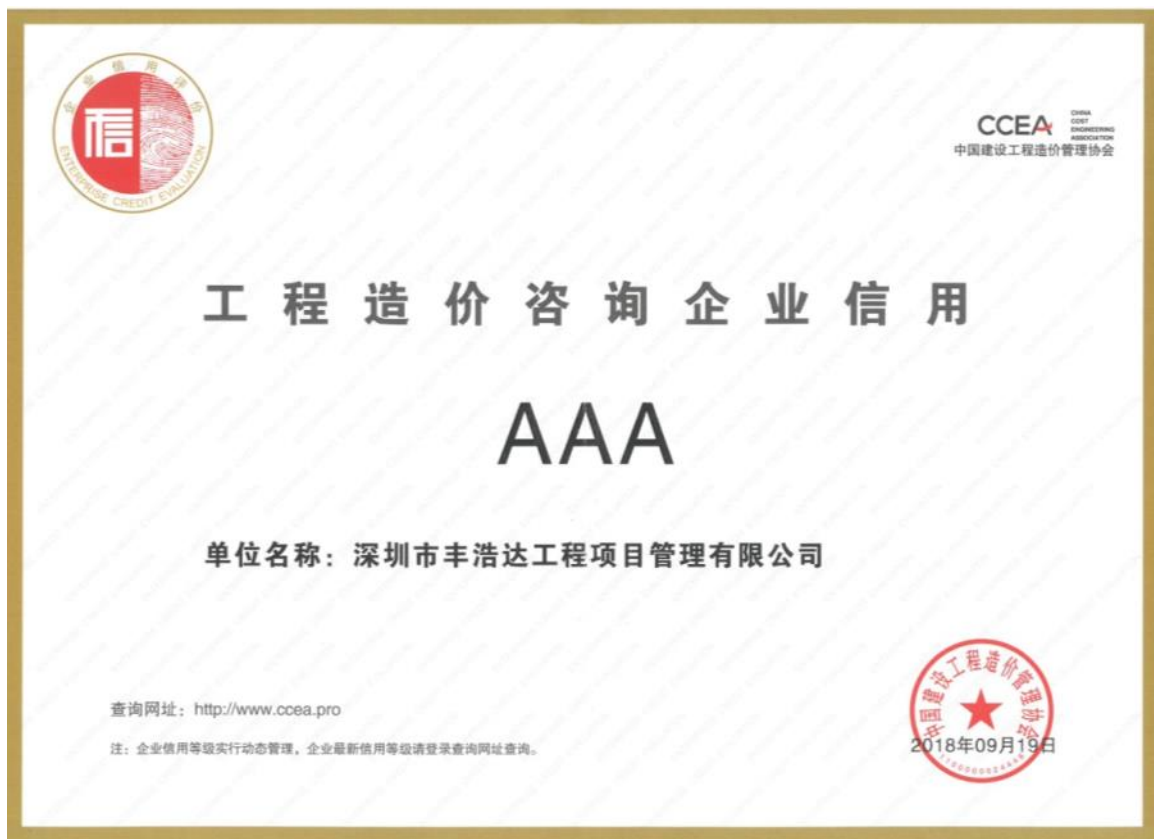 企业信用评价
信
ENTERPRISE CREDIT EVALUATION
CCEA
CHINA
COST
ENGINEERING
ASSOCIATION
中国建设工程造价管理协会
工程造价咨询企业信用
AAA
单位名称：深圳市丰浩达工程项目管理有限公司
查询网址：http://www.ccea.pro
注：企业信用等级实行动态管理，企业最新信用等级请登录查询网址查询。
中国建设工程造价管理协会
2018年09月19日